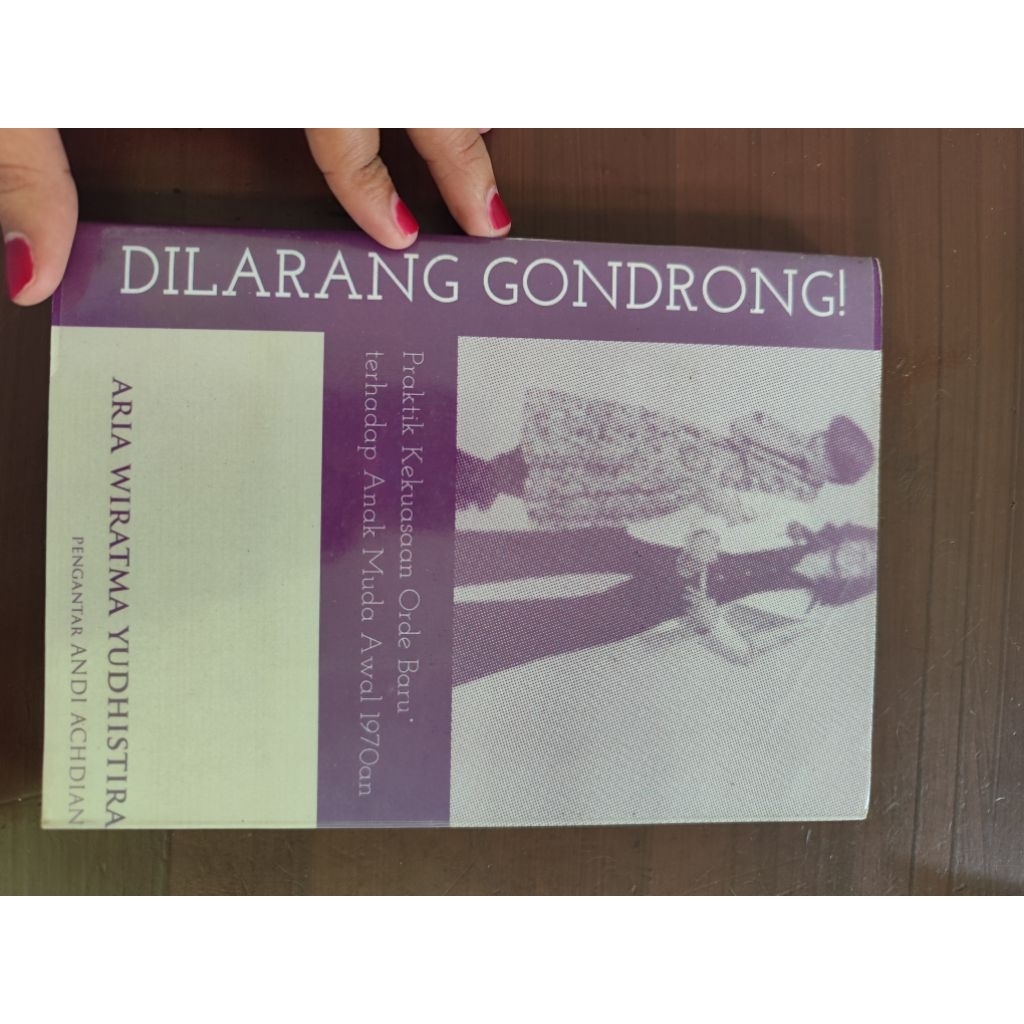 DILARANG GONDRONG!
Praktik Kekuasaan Orde Baru
terhadap Anak Muda Awal 1970an
ARIA WIRATMA YUDHISTIRA
PENGANTAR ANDI ACHDIAN